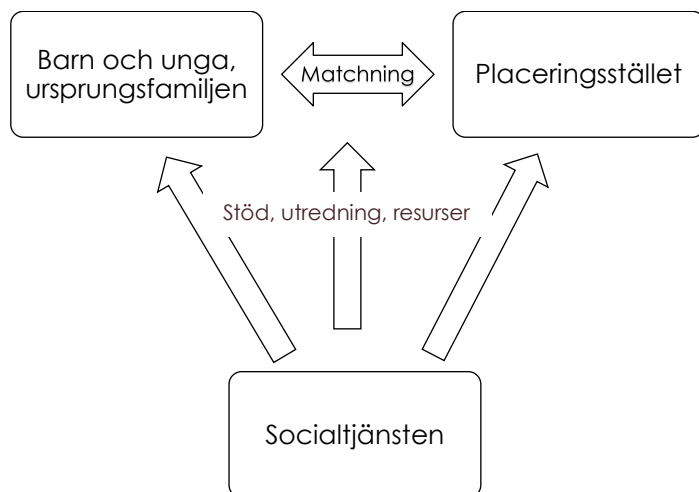 Barn och unga,
ursprungsfamiljen
Matchning
Placeringsstället
Stöd, utredning, resurser
Socialtjänsten